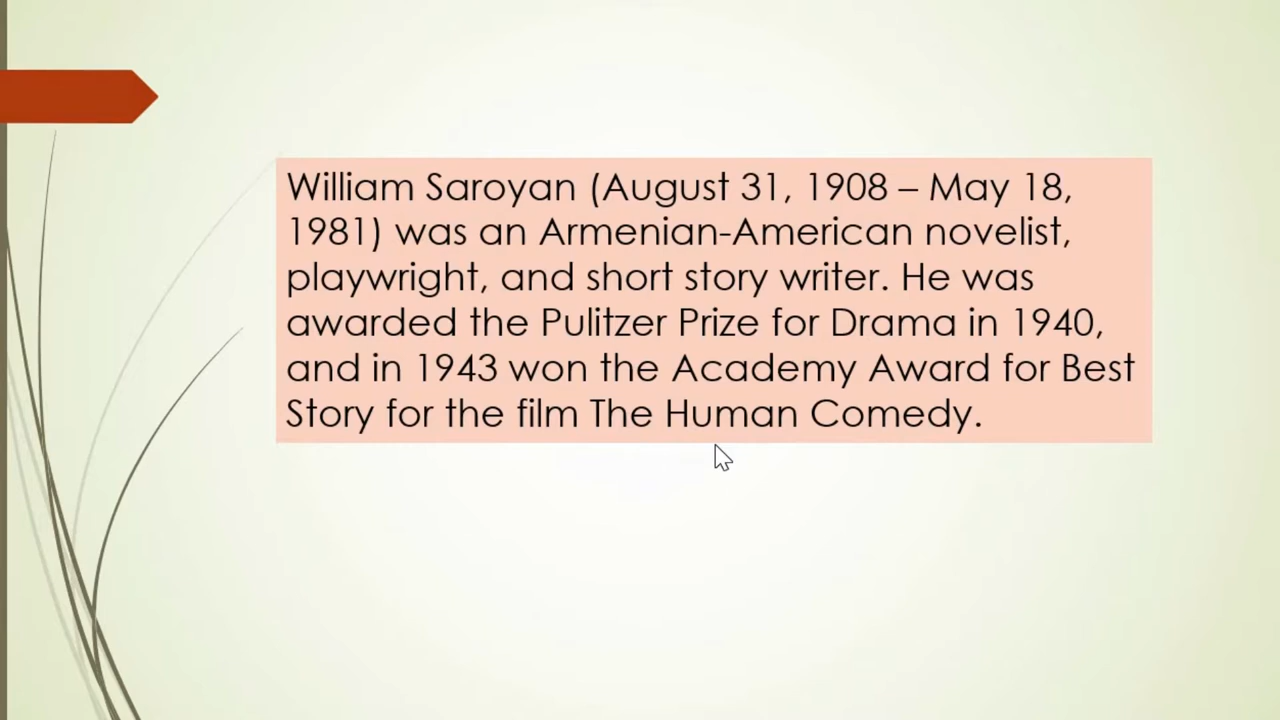 William Saroyan (August 31, 1908 – May 18,
1981) was an Armenian-American novelist,
playwright, and short story writer. He was
awarded the Pulitzer Prize for Drama in 1940,
and in 1943 won the Academy Award for Best
Story for the film The Human Comedy.